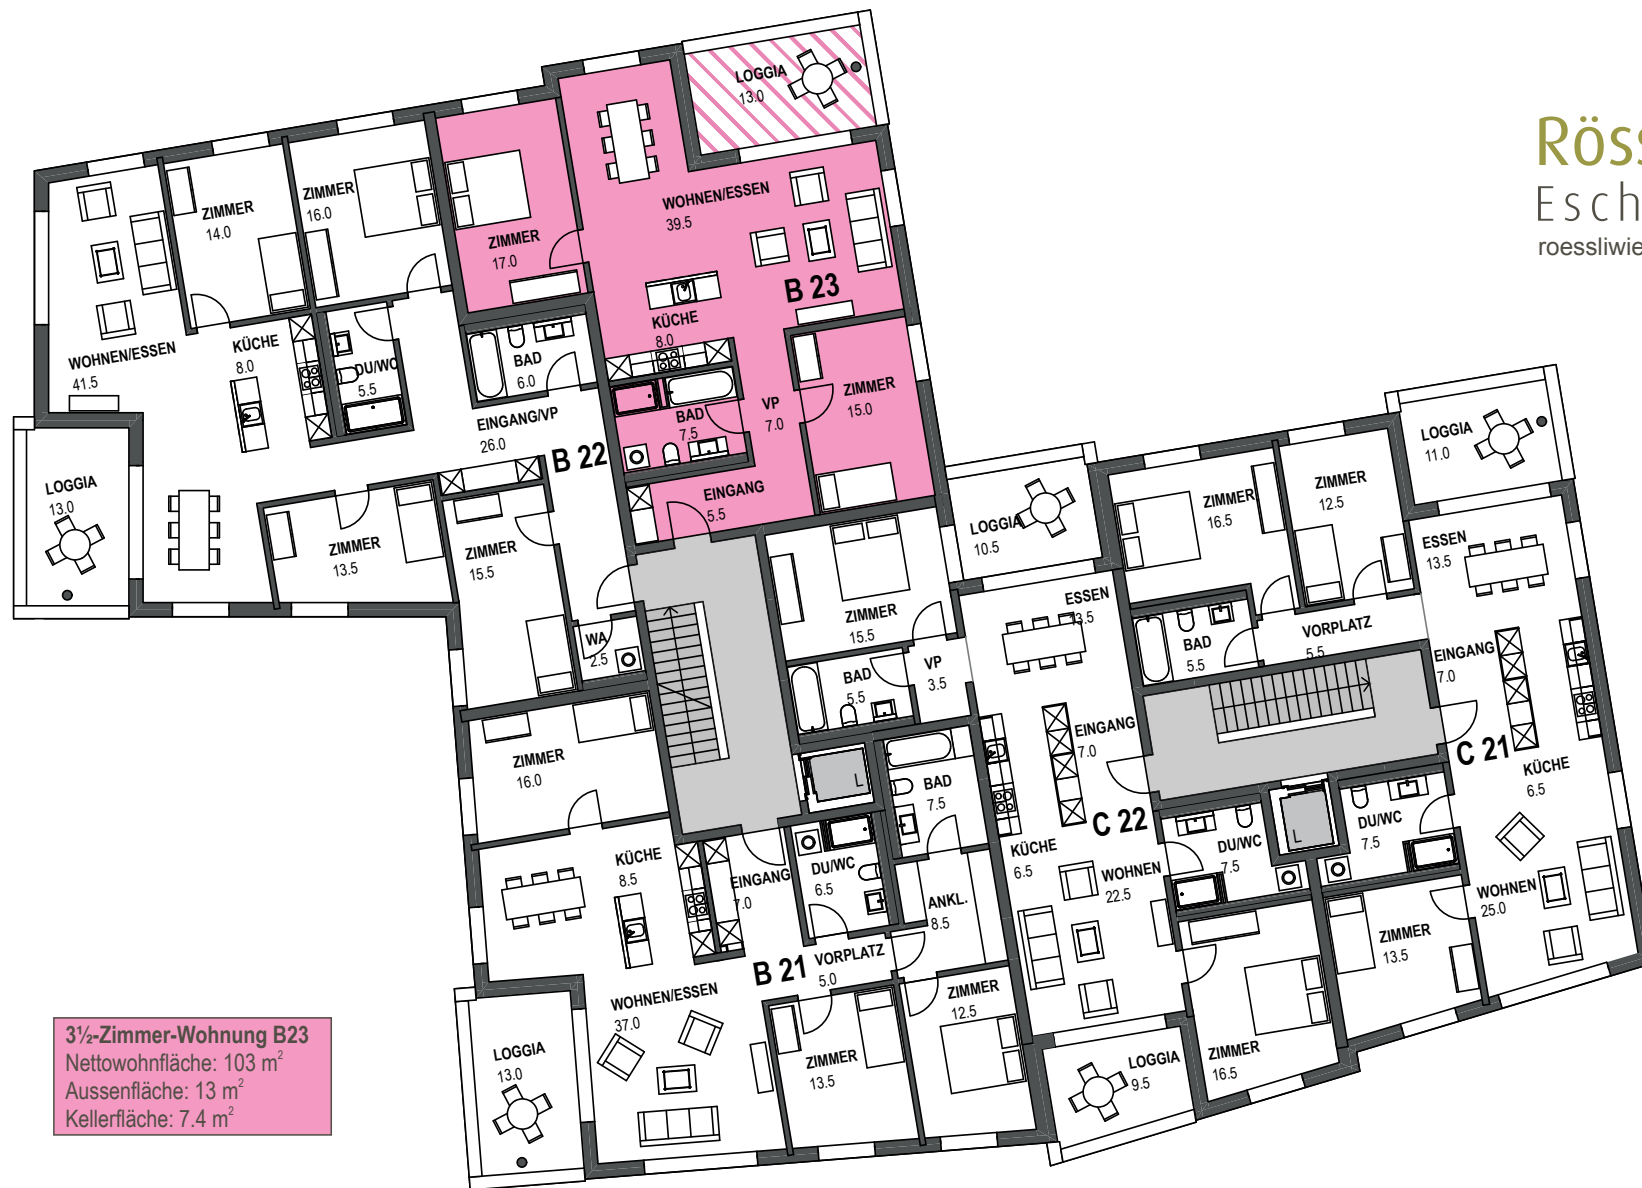 LOGGIA
13.0
Röss
Esch
roessliwie
ZIMMER
14.0
ZIMMER
16.0
ZIMMER
17.0
WOHNEN/ESSEN
39.5
B 23
WOHNEN/ESSEN
41.5
KÜCHE
8.0
DU/WC
5.5
BAD
6.0
KÜCHE
8.0
BAD
7.5
VP
7.0
ZIMMER
15.0
EINGANG/VP
26.0
B 22
EINGANG
5.5
LOGGIA
13.0
ZIMMER
13.5
ZIMMER
15.5
WA
2.5
ZIMMER
15.5
LOGGIA
10.5
ZIMMER
16.5
ZIMMER
12.5
LOGGIA
11.0
ESSEN
13.5
ESSEN
13.5
BAD
5.5
VORPLATZ
5.5
EINGANG
7.0
BAD
5.5
VP
3.5
ZIMMER
16.0
EINGANG
7.0
C 21
KÜCHE
6.5
L
BAD
7.5
C 22
L
DU/WC
7.5
DU/WC
7.5
KÜCHE
8.5
EINGANG
7.0
DU/WC
6.5
ANKL.
8.5
KÜCHE
6.5
WOHNEN
22.5
WOHNEN
25.0
ZIMMER
13.5
B 21
VORPLATZ
5.0
WOHNEN/ESSEN
37.0
ZIMMER
12.5
ZIMMER
13.5
LOGGIA
13.0
LOGGIA
9.5
ZIMMER
16.5
3½-Zimmer-Wohnung B23
Nettowohnfläche: 103 m²
Aussenfläche: 13 m²
Kellerfläche: 7.4 m²